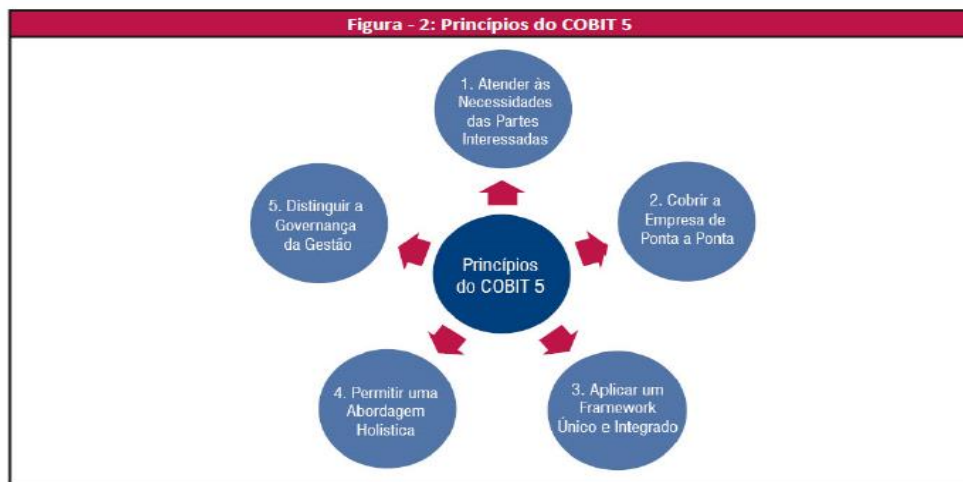 Figura - 2: Princípios do COBIT 5
1. Atender às
Necessidades
das Partes
Interessadas
2. Cobrir a
Empresa de
Ponta a Ponta
3. Aplicar um
Framework
Único e Integrado
4. Permitir uma
Abordagem
Holística
5. Distinguir a
Governança
da Gestão
Princípios
do COBIT 5